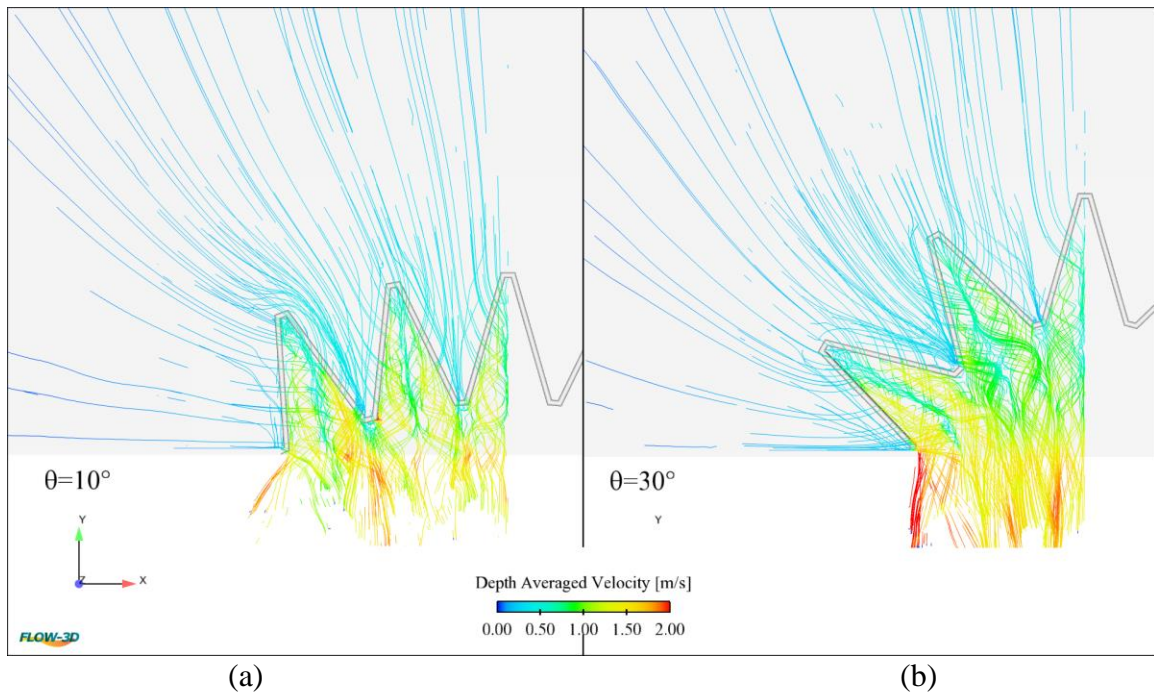 θ=10°
θ=30°
Y
Z
X
Y
Depth Averaged Velocity [m/s]
0.00 0.50 1.00 1.50 2.00
FLOW-3D
(a)
(b)